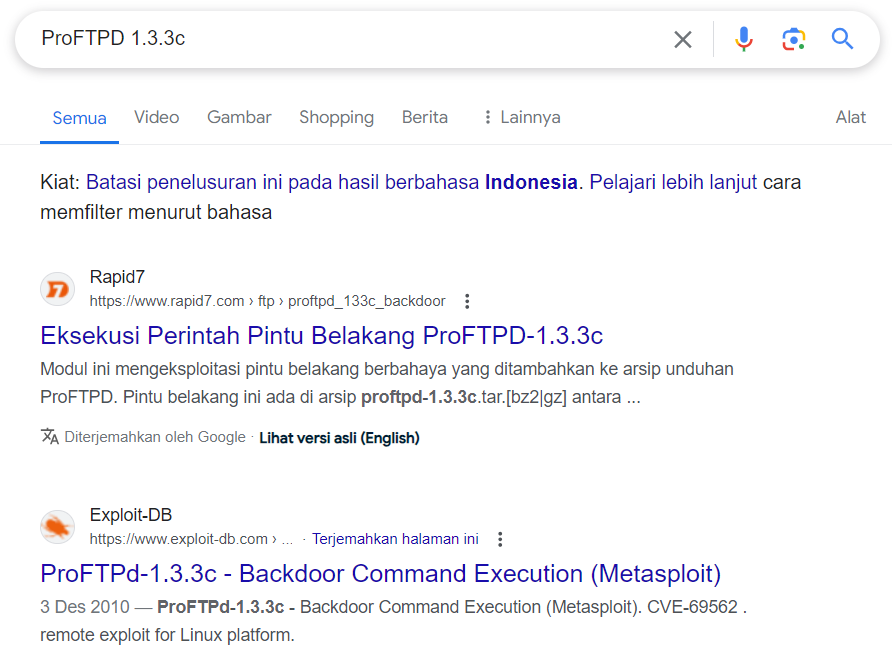 ProFTPD 1.3.3c
Semua Video Gambar Shopping Berita Lainnya Alat
Kiat: Batasi penelusuran ini pada hasil berbahasa Indonesia. Pelajari lebih lanjut cara
memfilter menurut bahasa
Rapid7
https://www.rapid7.com › ftp › proftpd_133c_backdoor
Eksekusi Perintah Pintu Belakang ProFTPD-1.3.3c
Modul ini mengeksploitasi pintu belakang berbahaya yang ditambahkan ke arsip unduhan
ProFTPD. Pintu belakang ini ada di arsip proftpd-1.3.3c.tar.[bz2|gz] antara ...
Diterjemahkan oleh Google · Lihat versi asli (English)
Exploit-DB
https://www.exploit-db.com › ... · Terjemahkan halaman ini
ProFTPd-1.3.3c - Backdoor Command Execution (Metasploit)
3 Des 2010 — ProFTPd-1.3.3c - Backdoor Command Execution (Metasploit). CVE-69562 .
remote exploit for Linux platform.